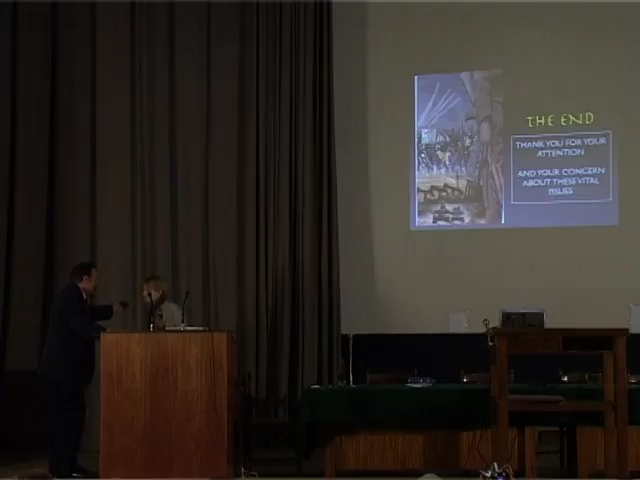 THE END
THANK YOU FOR YOUR
ATTENTION
AND YOUR CONCERN
ABOUT THESE VITAL
ISSUES